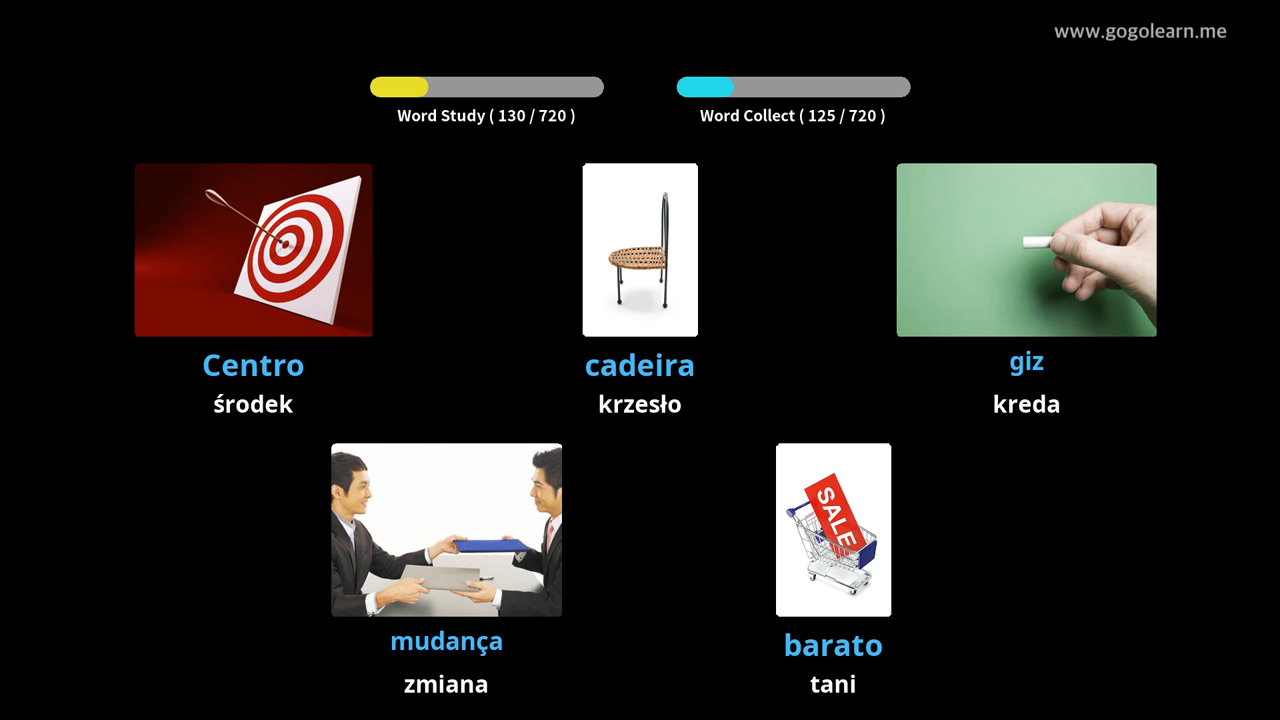 www.gogolearn.me
Word Study ( 130 / 720 )
Word Collect ( 125 / 720 )
Centro
cadeira
giz
środek
krzesło
kreda
SALE
mudança
barato
zmiana
tani